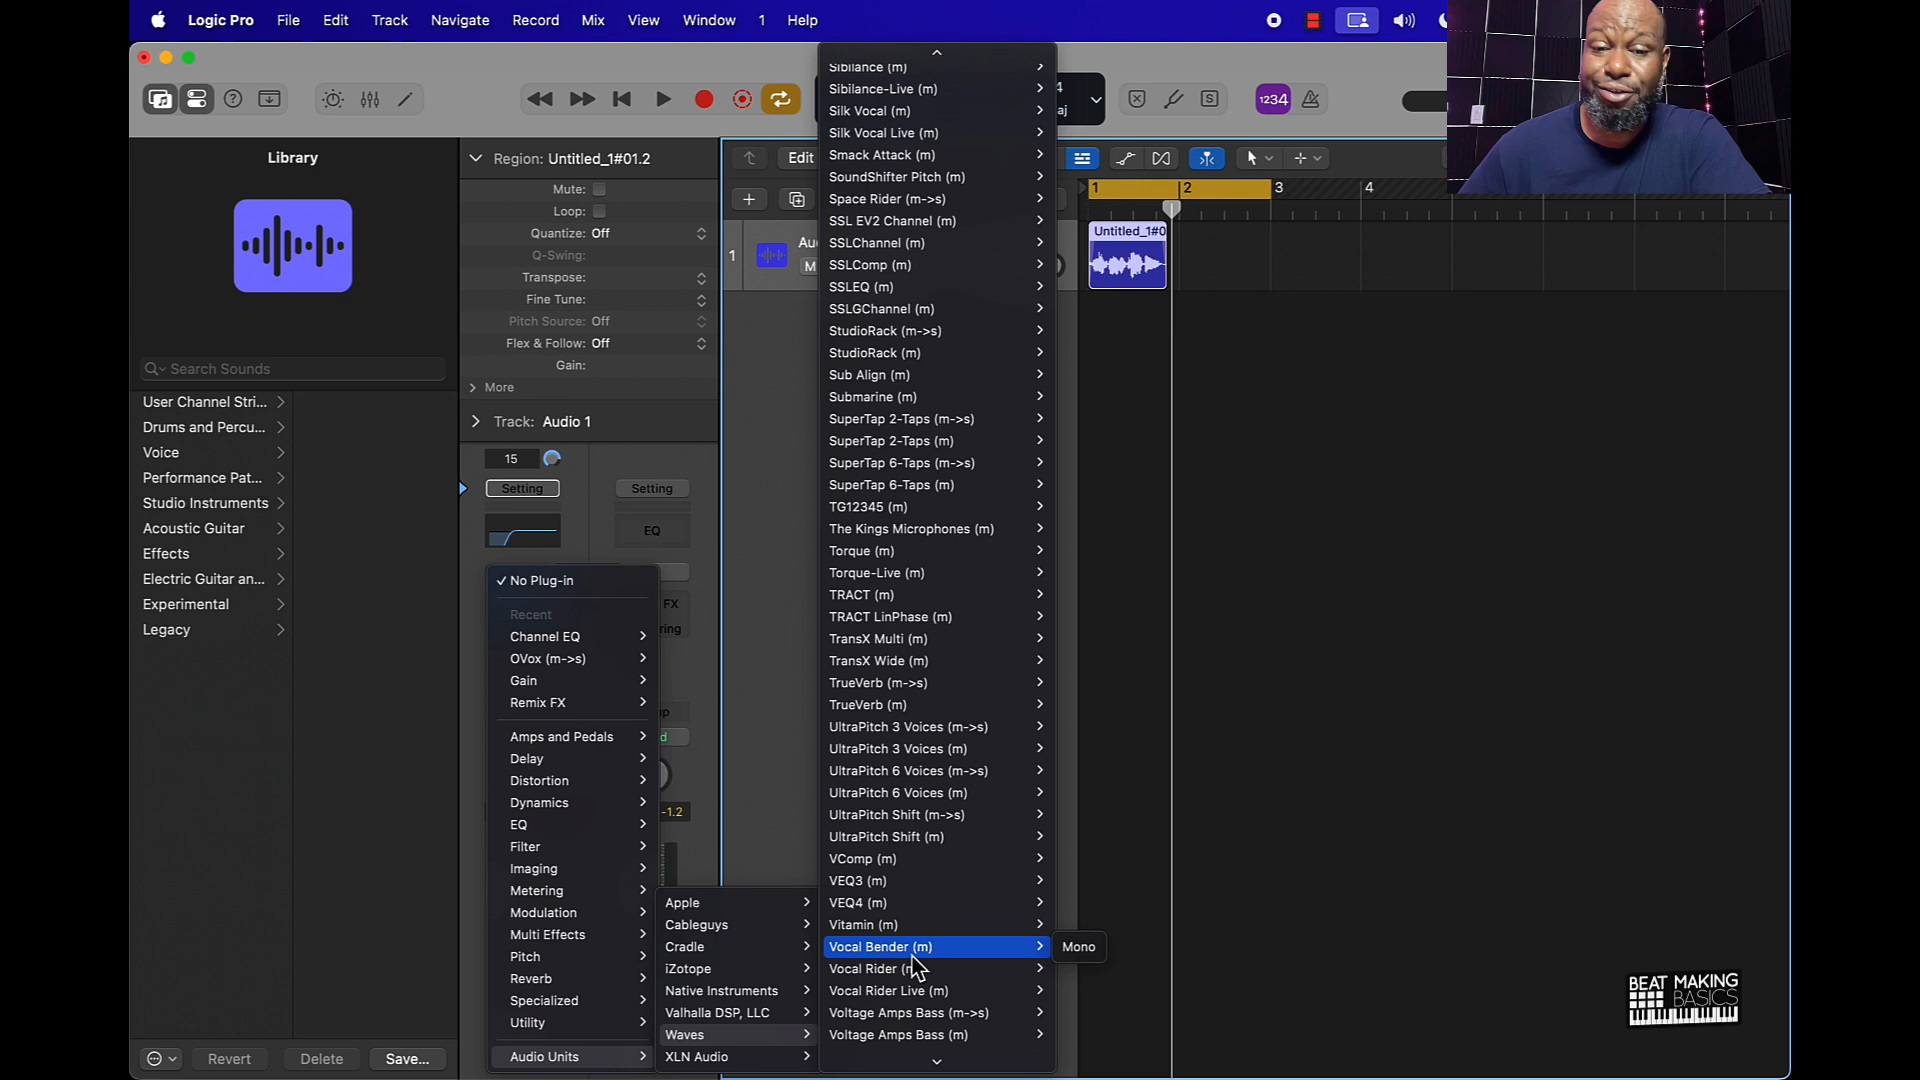 Logic Pro File Edit Track Navigate Record Mix View Window 1 Help
1234
Library
Search Sounds
User Channel Stri...
Drums and Percu...
Voice
Performance Pat...
Studio Instruments
Acoustic Guitar
Effects
Electric Guitar an...
Experimental
Legacy
Revert Delete Save...
Region: Untitled_1#01.2
Mute:
Loop:
Quantize: Off
Q-Swing:
Transpose:
Fine Tune:
Pitch Source: Off
Flex & Follow: Off
Gain:
More
Track: Audio 1
15
Setting Setting
EQ
FX
-1.2
No Plug-in
Recent
Channel EQ
OVox (m->s)
Gain
Remix FX
Amps and Pedals
Delay
Distortion
Dynamics
EQ
Filter
Imaging
Metering
Modulation
Multi Effects
Pitch
Reverb
Specialized
Utility
Audio Units
Apple
Cableguys
Cradle
iZotope
Native Instruments
Valhalla DSP, LLC
Waves
XLN Audio
Edit
1
M
Sibilance (m)
Sibilance-Live (m)
Silk Vocal (m)
Silk Vocal Live (m)
Smack Attack (m)
SoundShifter Pitch (m)
Space Rider (m->s)
SSL EV2 Channel (m)
SSLChannel (m)
SSLComp (m)
SSLEQ (m)
SSLGChannel (m)
StudioRack (m->s)
StudioRack (m)
Sub Align (m)
Submarine (m)
SuperTap 2-Taps (m->s)
SuperTap 2-Taps (m)
SuperTap 6-Taps (m->s)
SuperTap 6-Taps (m)
TG12345 (m)
The Kings Microphones (m)
Torque (m)
Torque-Live (m)
TRACT (m)
TRACT LinPhase (m)
TransX Multi (m)
TransX Wide (m)
TrueVerb (m->s)
TrueVerb (m)
UltraPitch 3 Voices (m->s)
UltraPitch 3 Voices (m)
UltraPitch 6 Voices (m->s)
UltraPitch 6 Voices (m)
UltraPitch Shift (m->s)
UltraPitch Shift (m)
VComp (m)
VEQ3 (m)
VEQ4 (m)
Vitamin (m)
Vocal Bender (m)
Vocal Rider
Vocal Rider Live (m)
Voltage Amps Bass (m->s)
Voltage Amps Bass (m)
Mono
1 2 3 4
Untitled_1#0
BEAT MAKING
BASICS